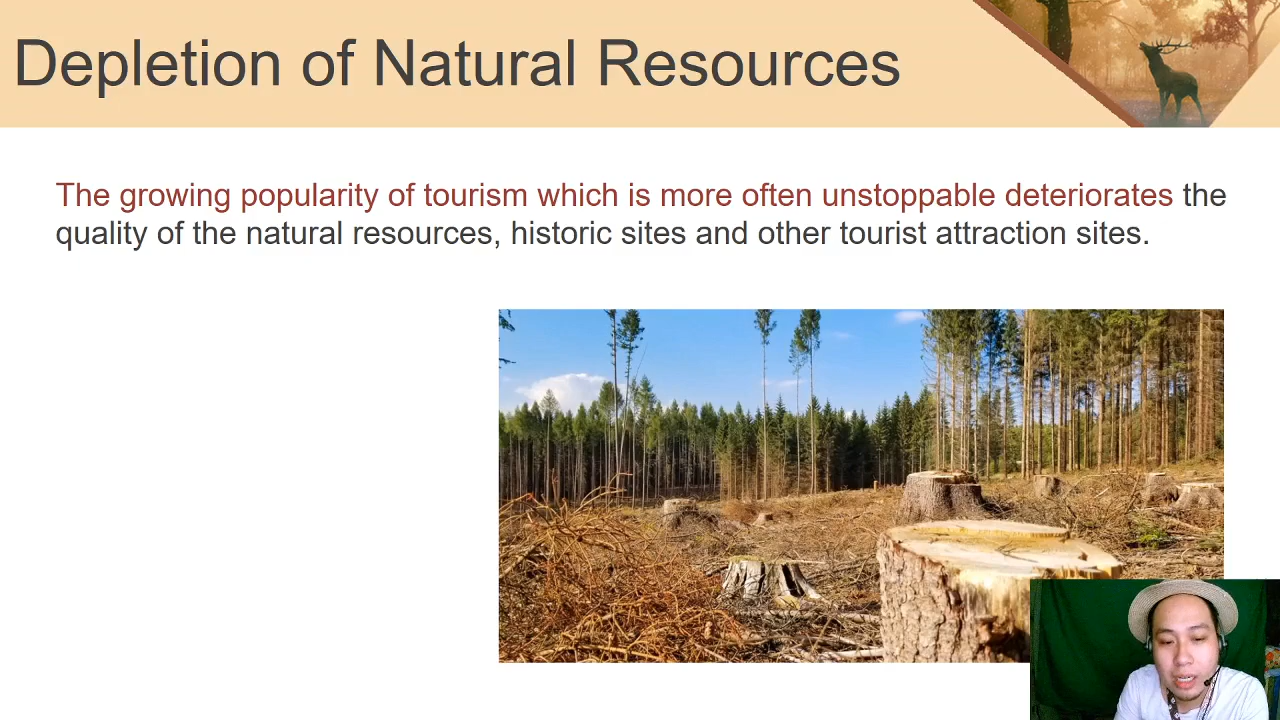 Depletion of Natural Resources
The growing popularity of tourism which is more often unstoppable deteriorates the
quality of the natural resources, historic sites and other tourist attraction sites.